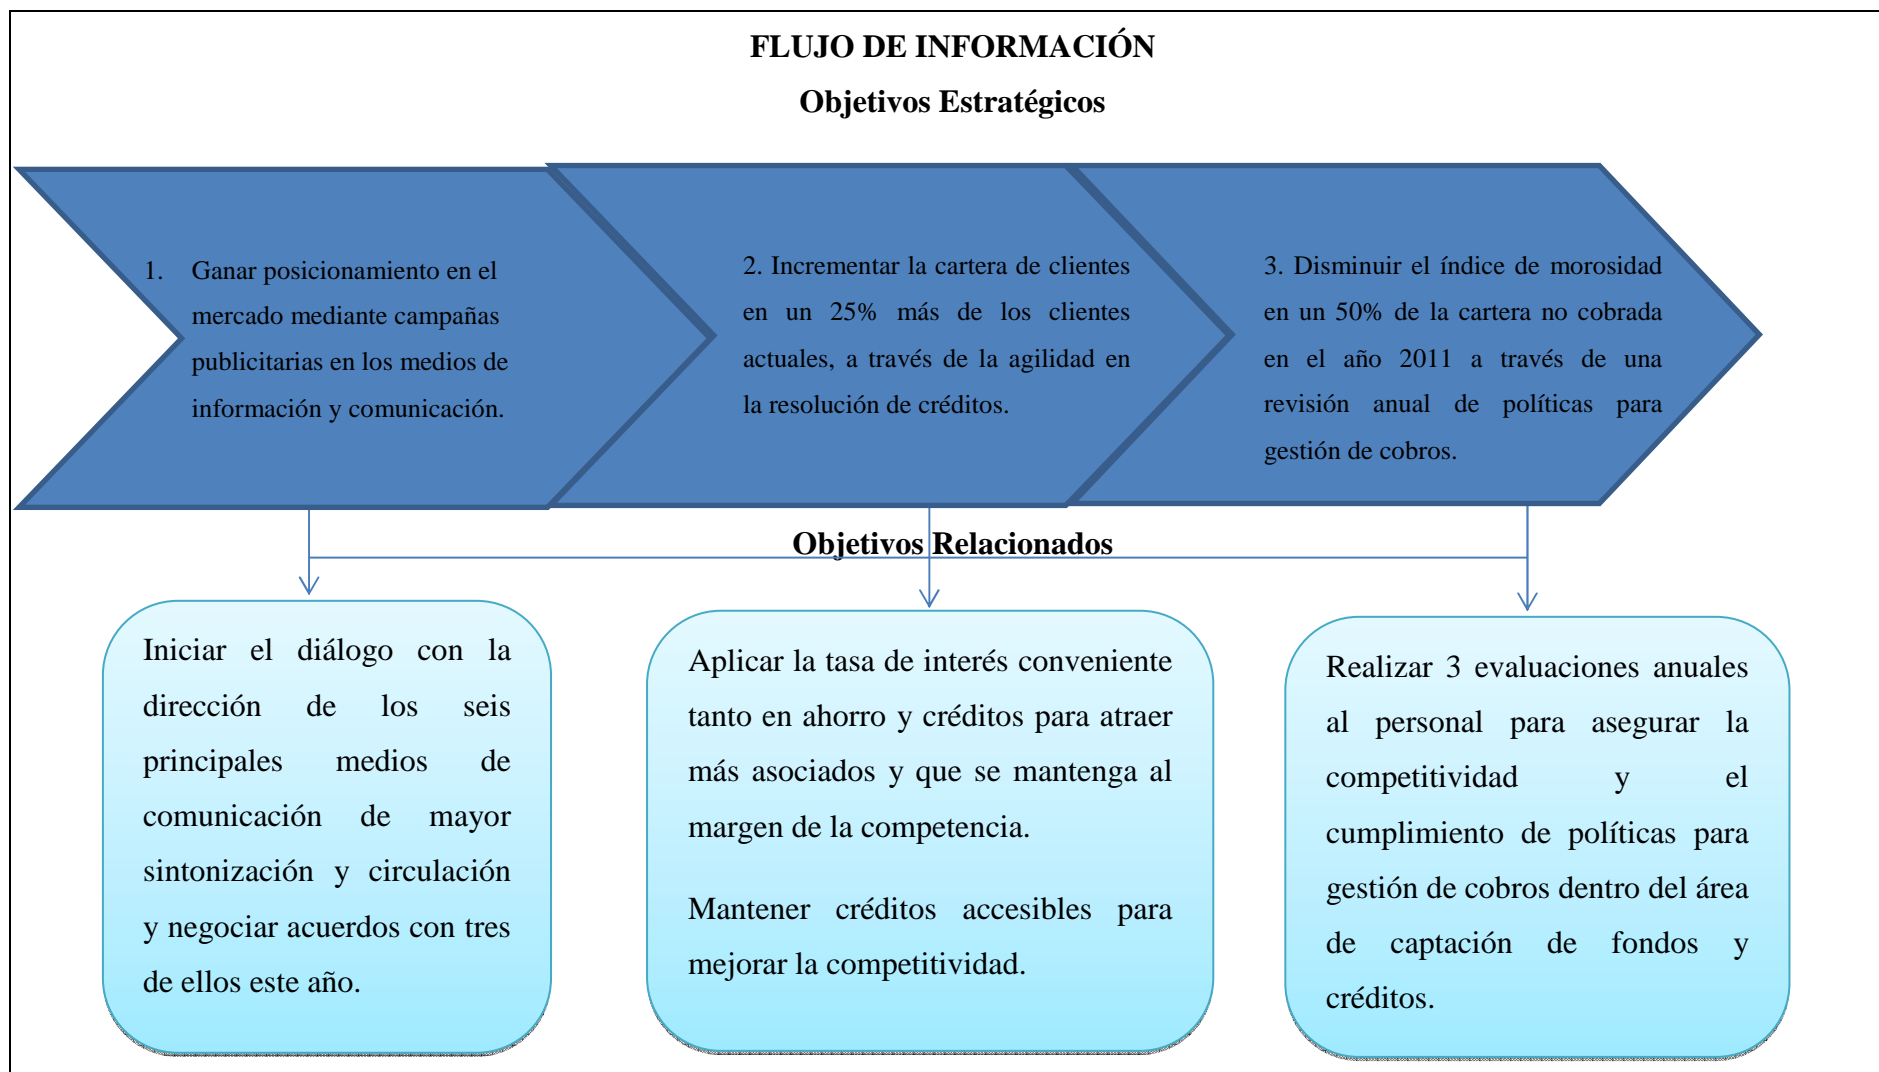 FLUJO DE INFORMACIÓN
Objetivos Estratégicos
1. Ganar posicionamiento en el
mercado mediante campañas
publicitarias en los medios de
información y comunicación.
2. Incrementar la cartera de clientes
en un 25% más de los clientes
actuales, a través de la agilidad en
la resolución de créditos.
3. Disminuir el índice de morosidad
en un 50% de la cartera no cobrada
en el año 2011 a través de una
revisión anual de políticas para
gestión de cobros.
Objetivos Relacionados
Iniciar el diálogo con la
dirección de los seis
principales medios de
comunicación de mayor
sintonización y circulación
y negociar acuerdos con tres
de ellos este año.
Aplicar la tasa de interés conveniente
tanto en ahorro y créditos para atraer
más asociados y que se mantenga al
margen de la competencia.
Mantener créditos accesibles para
mejorar la competitividad.
Realizar 3 evaluaciones anuales
al personal para asegurar la
competitividad y el
cumplimiento de políticas para
gestión de cobros dentro del área
de captación de fondos y
créditos.